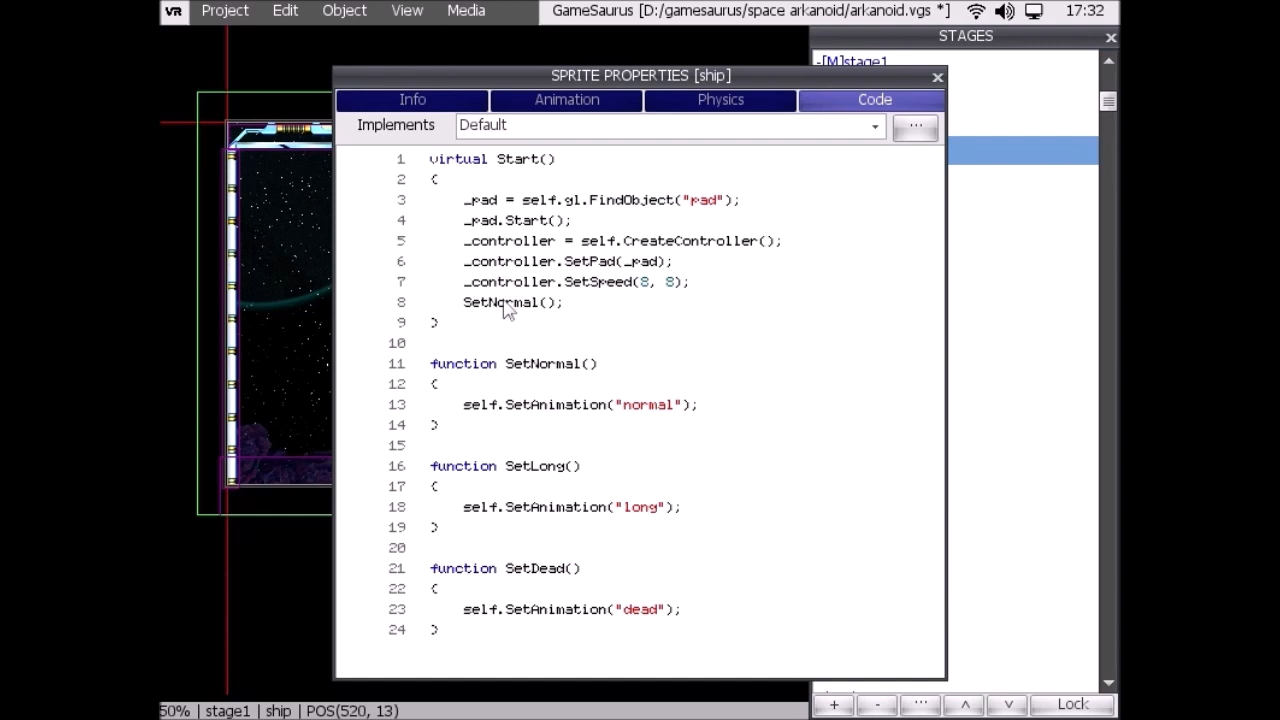 VR Project Edit Object View Media GameSaurus [D:/gamesaurus/space arkanoid/arkanoid.vgs *] 17:32
STAGES
-[M]stage1
SPRITE PROPERTIES [ship]
Info Animation Physics Code
Implements Default ...
1 virtual Start()
2 {
3 _pad = self.gl.FindObject("pad");
4 _pad.Start();
5 _controller = self.CreateController();
6 _controller.SetPad(_pad);
7 _controller.SetSpeed(8, 8);
8 SetNormal();
9 }
10
11 function SetNormal()
12 {
13 self.SetAnimation("normal");
14 }
15
16 function SetLong()
17 {
18 self.SetAnimation("long");
19 }
20
21 function SetDead()
22 {
23 self.SetAnimation("dead");
24 }
+ - ... ^ v Lock
50% | stage1 | ship | POS(520, 13)